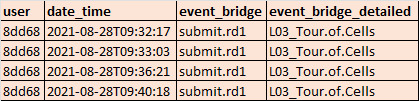 user date_time event_bridge event_bridge_detailed
8dd68 2021-08-28T09:32:17 submit.rd1 L03_Tour.of.Cells
8dd68 2021-08-28T09:33:03 submit.rd1 L03_Tour.of.Cells
8dd68 2021-08-28T09:36:21 submit.rd1 L03_Tour.of.Cells
8dd68 2021-08-28T09:40:18 submit.rd1 L03_Tour.of.Cells